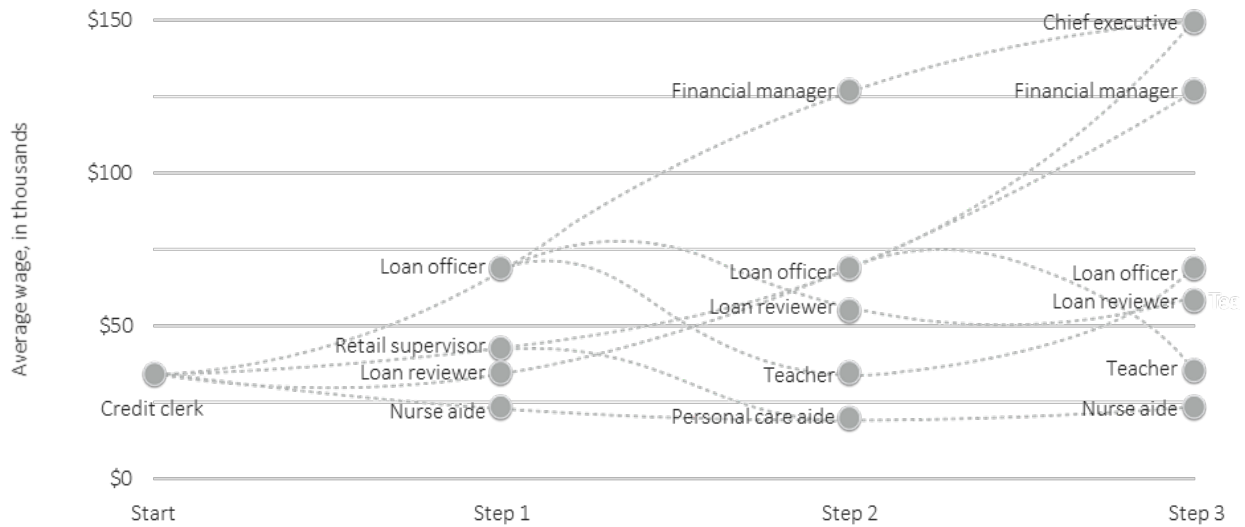 $150
Chief executive
Financial manager
Financial manager
$100
Average wage, in thousands
Loan officer
Loan officer
Loan officer
Loan reviewer
Loan reviewer
$50
Retail supervisor
Loan reviewer
Teacher
Teacher
Credit clerk
Nurse aide
Personal care aide
Nurse aide
$0
Start
Step 1
Step 2
Step 3